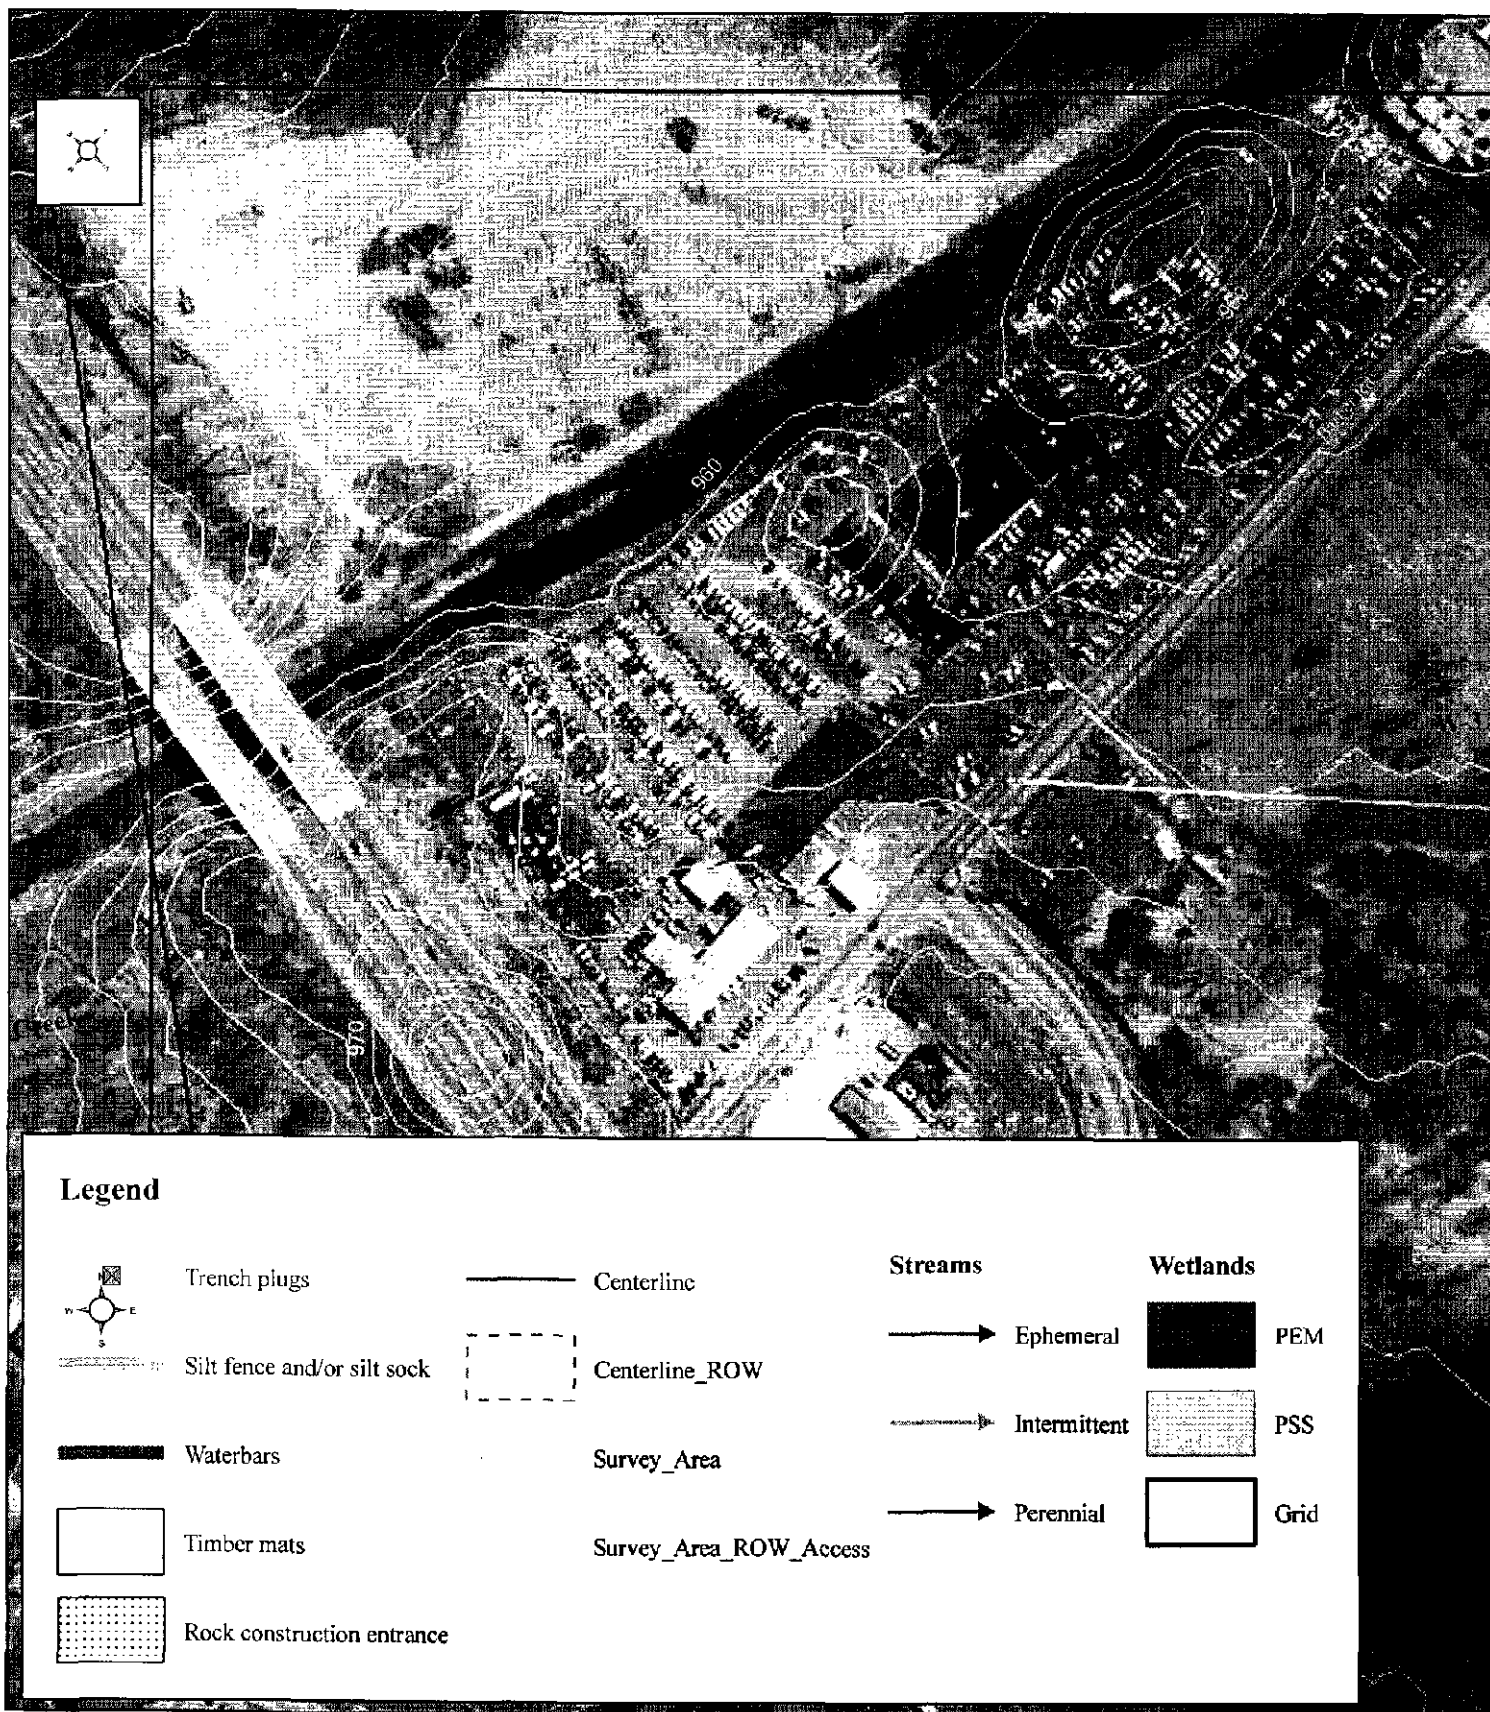 960
970
Creek
Legend
N
W E
S
Trench plugs
Silt fence and/or silt sock
Waterbars
Timber mats
Rock construction entrance
Centerline
Centerline_ROW
Survey_Area
Survey_Area_ROW_Access
Streams
Ephemeral
Intermittent
Perennial
Wetlands
PEM
PSS
Grid